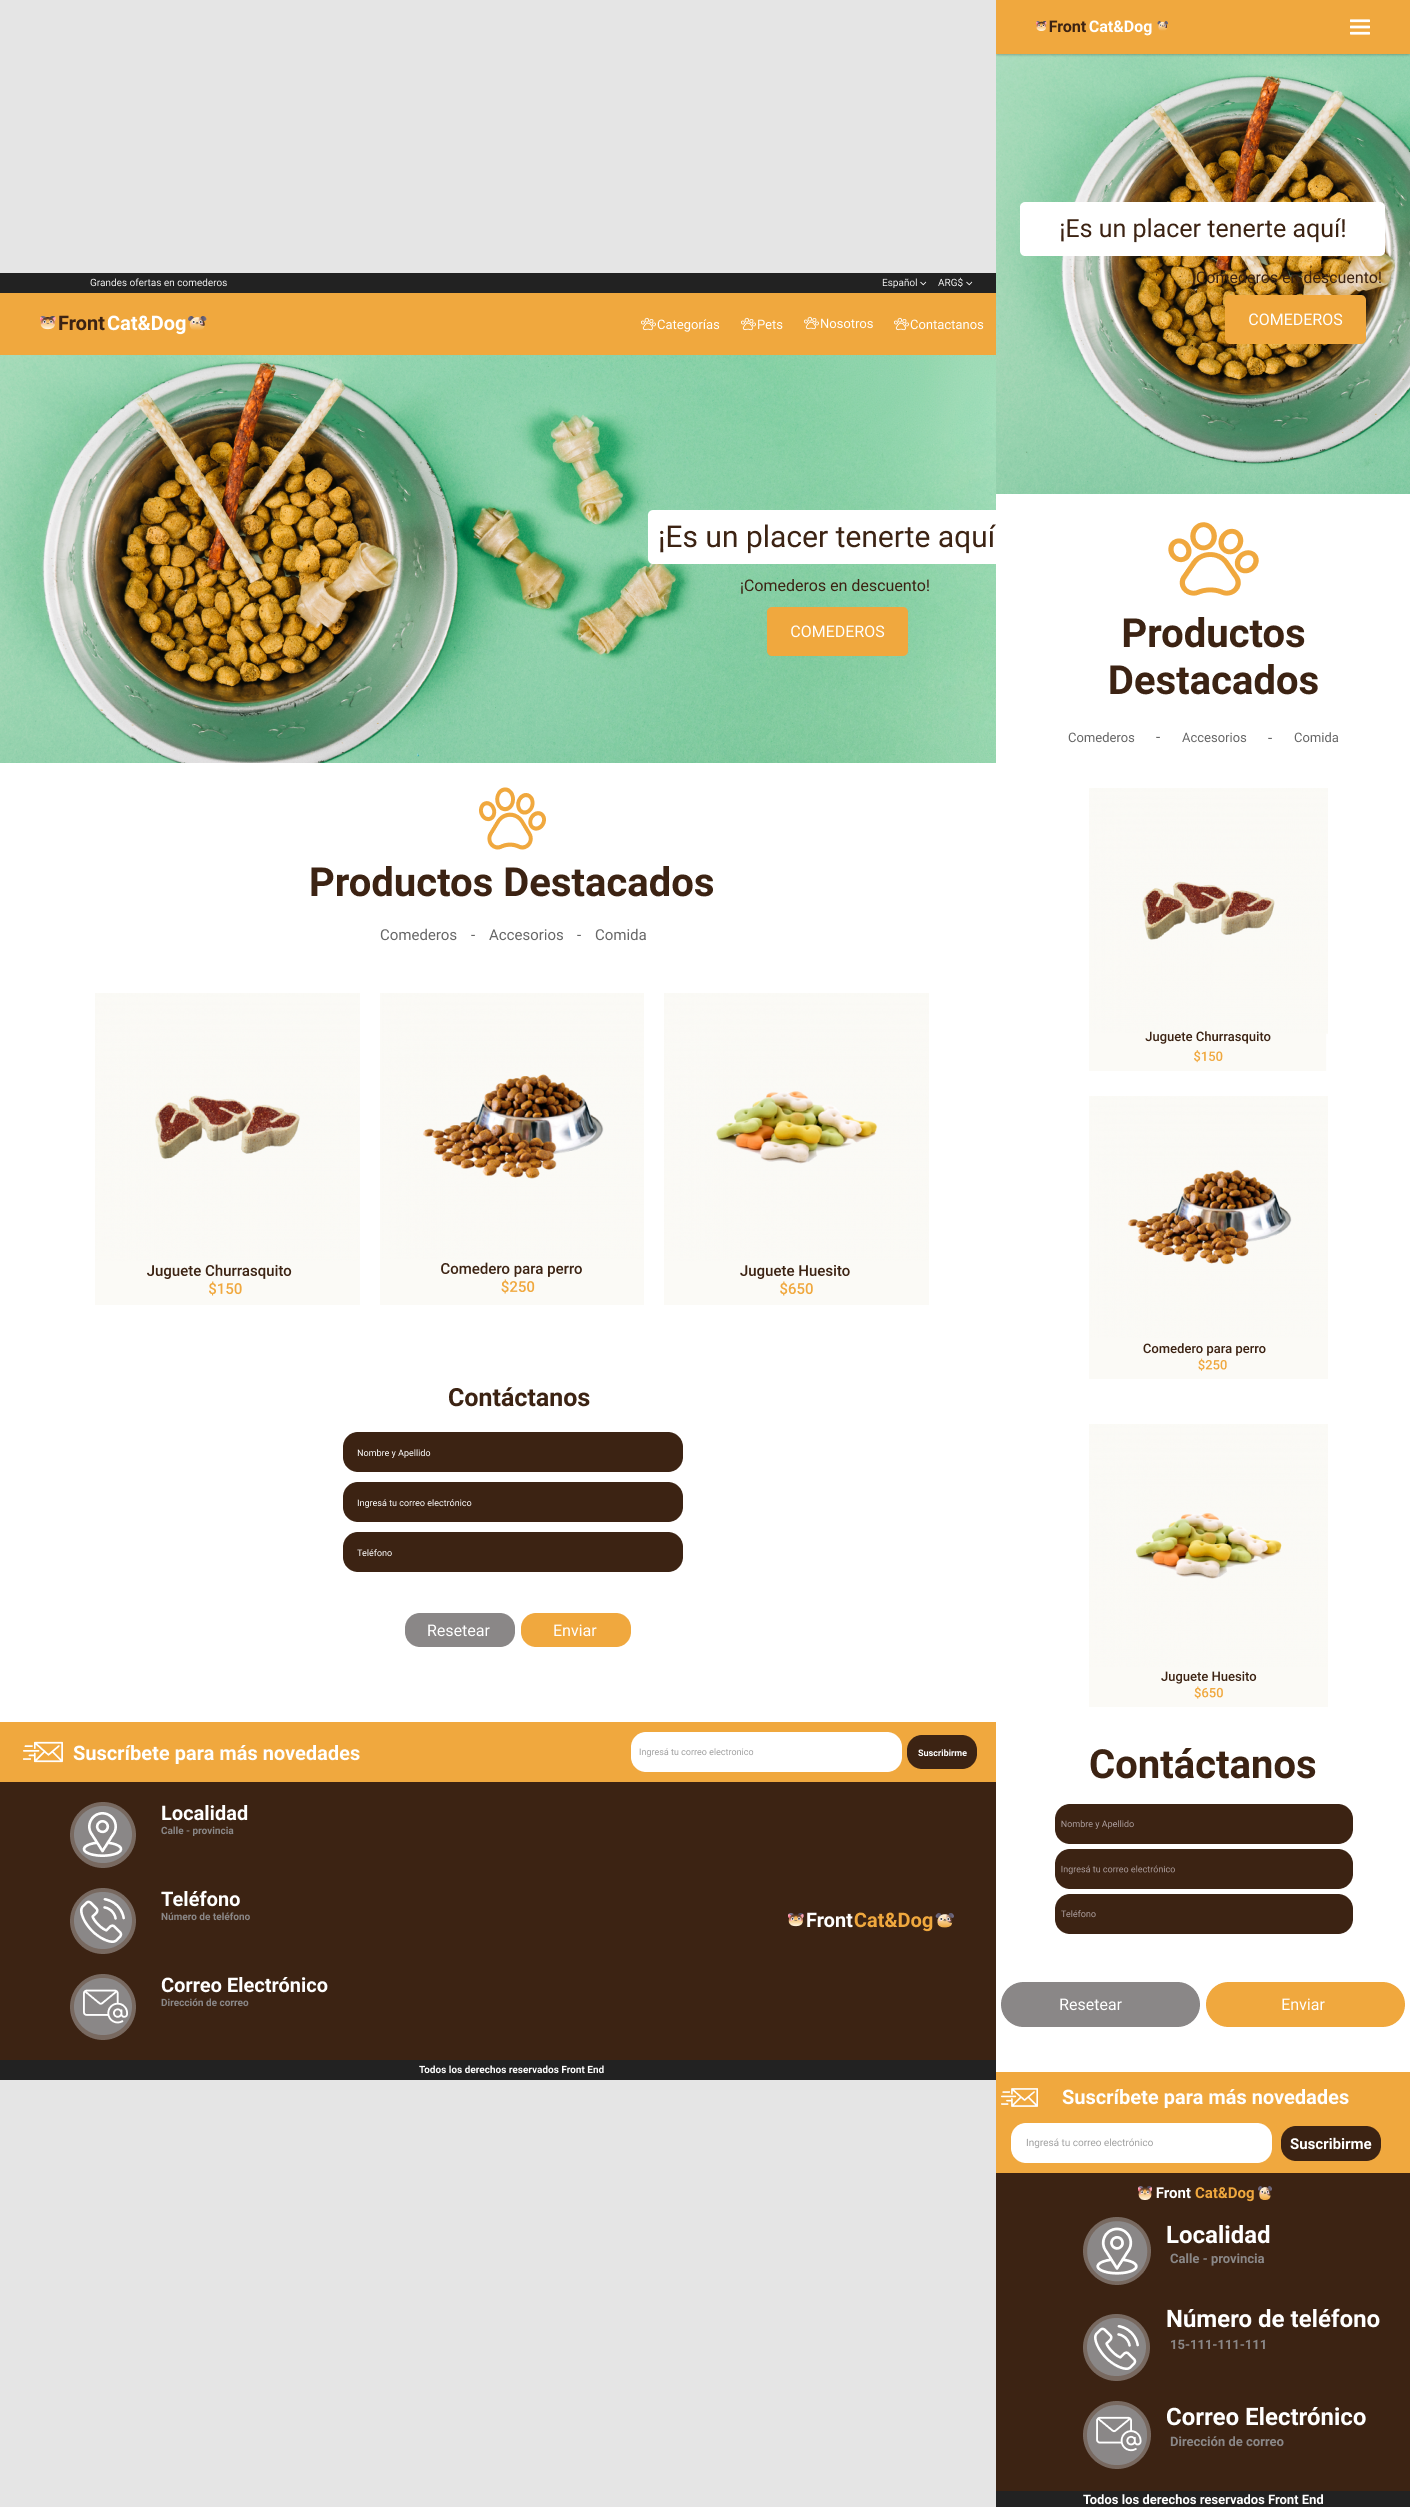 Grandes ofertas en comederos
Español
ARG$
Front Cat&Dog
Categorías
Pets
Nosotros
Contactanos
¡Es un placer tenerte aquí
¡Comederos en descuento!
COMEDEROS
Productos Destacados
Comederos - Accesorios - Comida
Juguete Churrasquito
$150
Comedero para perro
$250
Juguete Huesito
$650
Contáctanos
Nombre y Apellido
Ingresá tu correo electrónico
Teléfono
Resetear
Enviar
Suscríbete para más novedades
Ingresá tu correo electronico
Suscribirme
Localidad
Calle - provincia
Teléfono
Número de teléfono
Correo Electrónico
Dirección de correo
FrontCat&Dog
Todos los derechos reservados Front End
Front Cat&Dog
¡Es un placer tenerte aquí!
¡Comederos en descuento!
COMEDEROS
Productos
Destacados
Comederos - Accesorios - Comida
Juguete Churrasquito
$150
Comedero para perro
$250
Juguete Huesito
$650
Contáctanos
Nombre y Apellido
Ingresá tu correo electrónico
Teléfono
Resetear
Enviar
Suscríbete para más novedades
Ingresá tu correo electrónico
Suscribirme
Front Cat&Dog
Localidad
Calle - provincia
Número de teléfono
15-111-111-111
Correo Electrónico
Dirección de correo
Todos los derechos reservados Front End